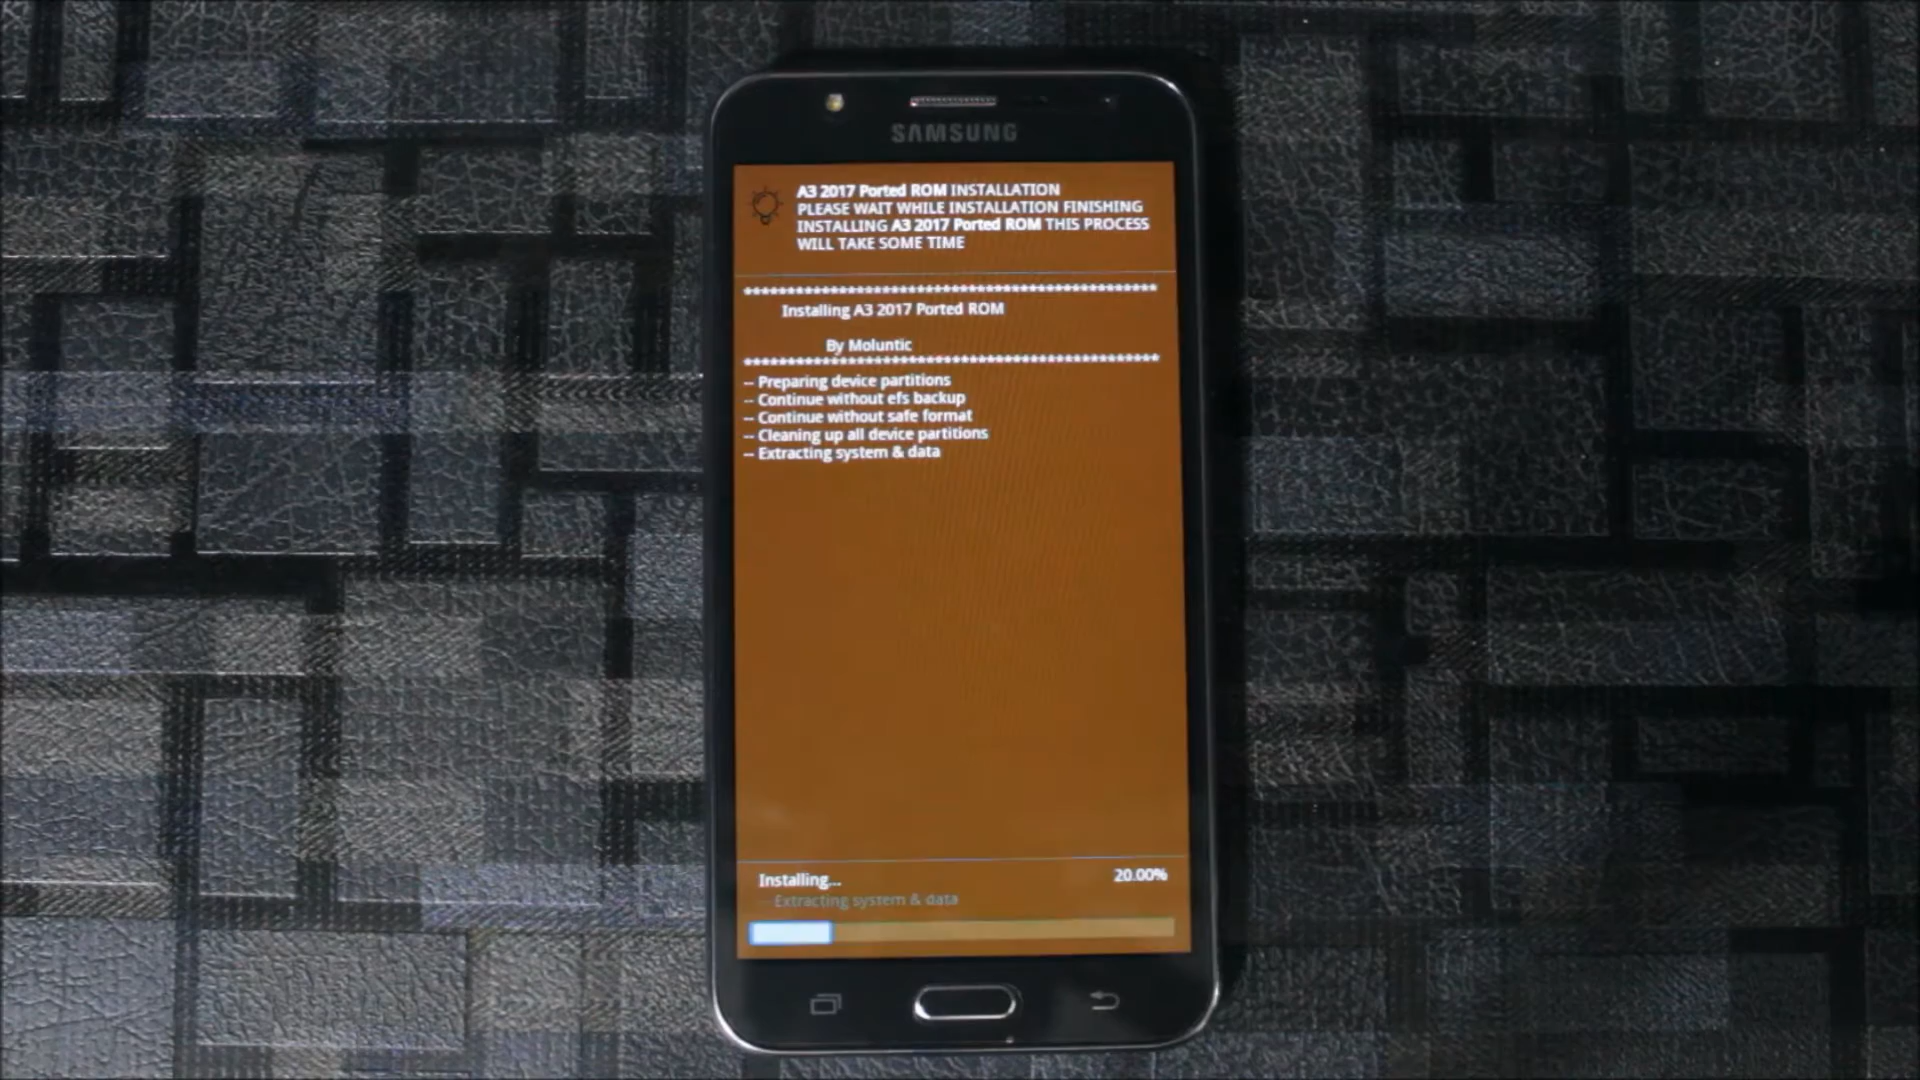 SAMSUNG
A3 2017 Ported ROM INSTALLATION
PLEASE WAIT WHILE INSTALLATION FINISHING
INSTALLING A3 2017 Ported ROM THIS PROCESS
WILL TAKE SOME TIME
Installing A3 2017 Ported ROM
By Moluntic
-- Preparing device partitions
-- Continue without efs backup
-- Continue without safe format
-- Cleaning up all device partitions
-- Extracting system & data
Installing... 20.00%
Extracting system & data